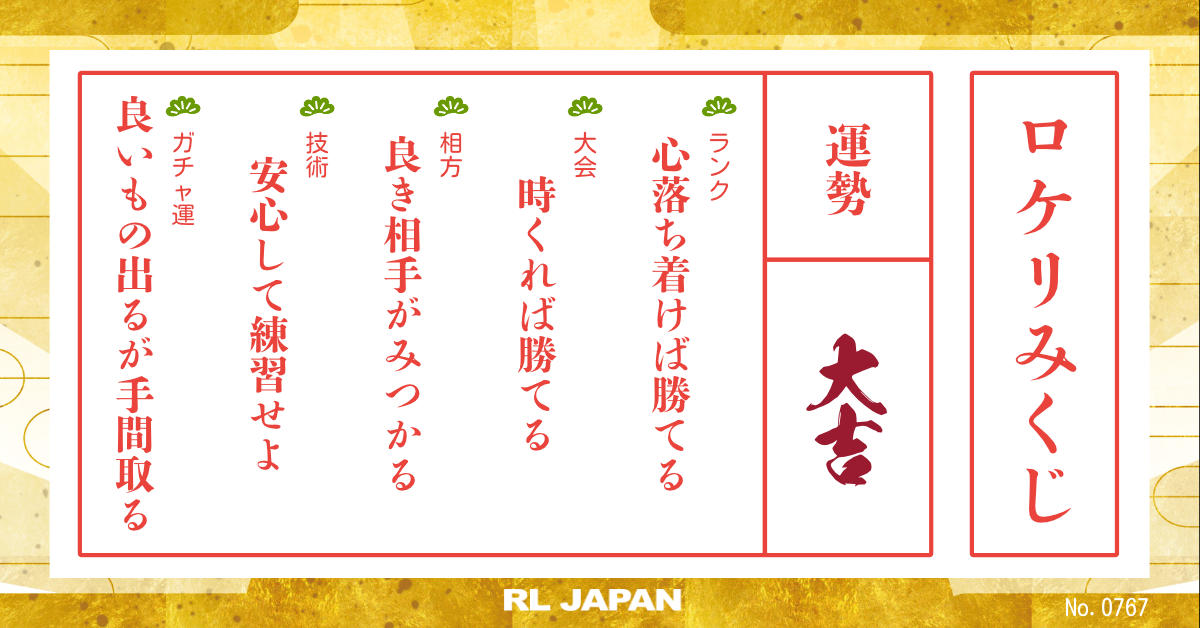 ロケリみくじ
運勢
大吉
ランク
心落ち着けば勝てる
大会
時くれば勝てる
相方
良き相手がみつかる
技術
安心して練習せよ
ガチャ運
良いもの出るが手間取る
RL JAPAN
No. 0767